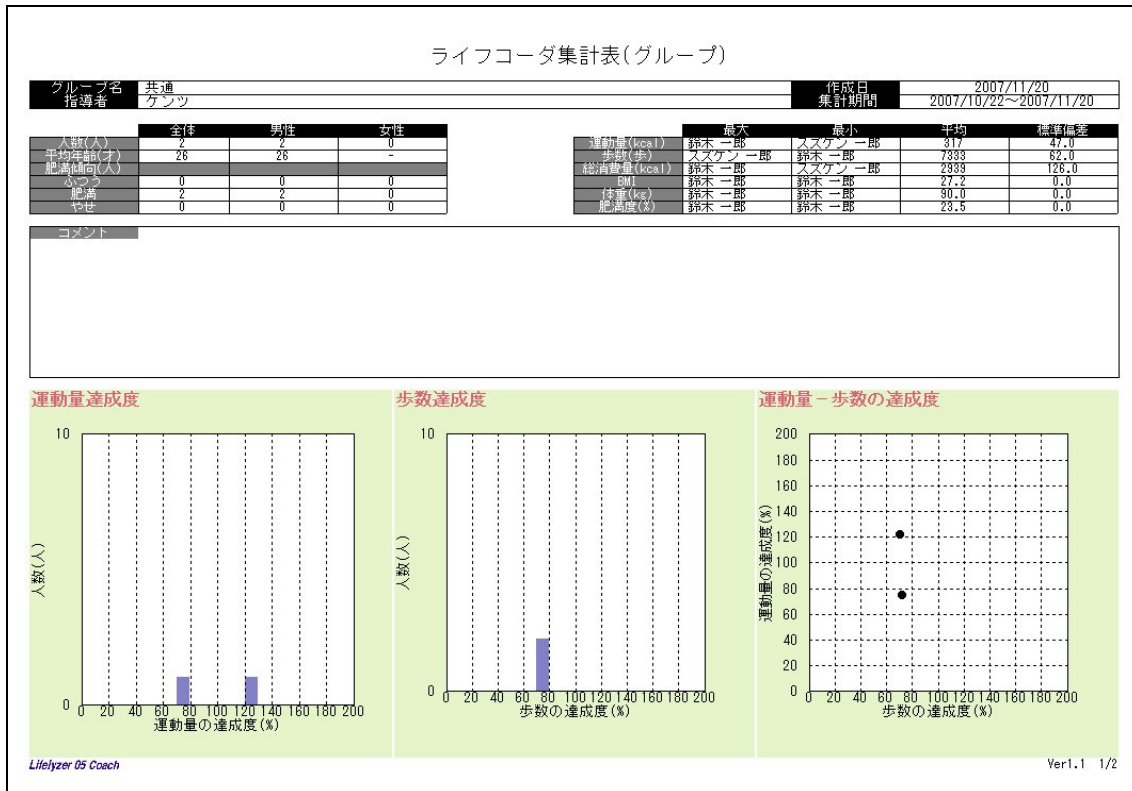 ライフコーダ集計表(グループ)
グループ名 共通 作成日 2007/11/20
指導者 ケンツ 集計期間 2007/10/22～2007/11/20
全体 男性 女性
人数(人) 2 2 0
平均年齢(才) 26 26 -
肥満傾向(人)
ふつう 0 0 0
肥満 2 2 0
やせ 0 0 0
最大 最小 平均 標準偏差
運動量(kcal) 鈴木 一郎 スズケン 一郎 317 47.0
歩数(歩) スズケン 一郎 鈴木 一郎 7333 62.0
総消費量(kcal) 鈴木 一郎 スズケン 一郎 2939 126.0
BMI 鈴木 一郎 鈴木 一郎 27.2 0.0
体重(kg) 鈴木 一郎 鈴木 一郎 90.0 0.0
肥満度(%) 鈴木 一郎 鈴木 一郎 23.5 0.0
コメント
運動量達成度
10
人数(人)
0
0 20 40 60 80 100 120 140 160 180 200
運動量の達成度(%)
歩数達成度
10
人数(人)
0
0 20 40 60 80 100 120 140 160 180 200
歩数の達成度(%)
運動量－歩数の達成度
200
180
160
140
120
100
80
60
40
20
0
運動量の達成度(%)
0 20 40 60 80 100 120 140 160 180 200
歩数の達成度(%)
Lifelyzer 05 Coach
Ver1.1 1/2